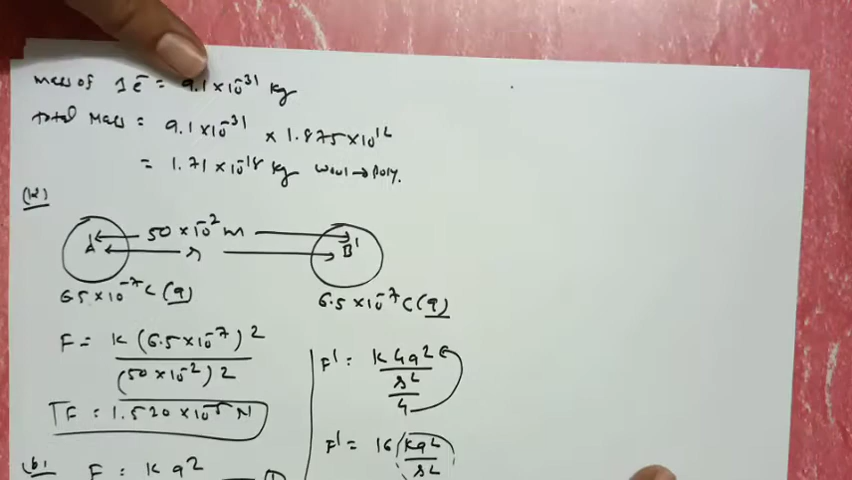 mass of 1 e⁻ = 9.1×10⁻³¹ kg
total Mass = 9.1×10⁻³¹ × 1.875×10¹²
= 1.71×10⁻¹⁸ kg wool → Poly.
(12)
A 50×10⁻² m B'
r
6.5×10⁻⁷ C (q) 6.5×10⁻⁷ C (q)
F = K (6.5×10⁻⁷)²
(50×10⁻²)2
F = 1.520×10⁻² N
(b) F = K q² ①
F' = K 4q²
r²
4
F' = 16 (Kq²
r²